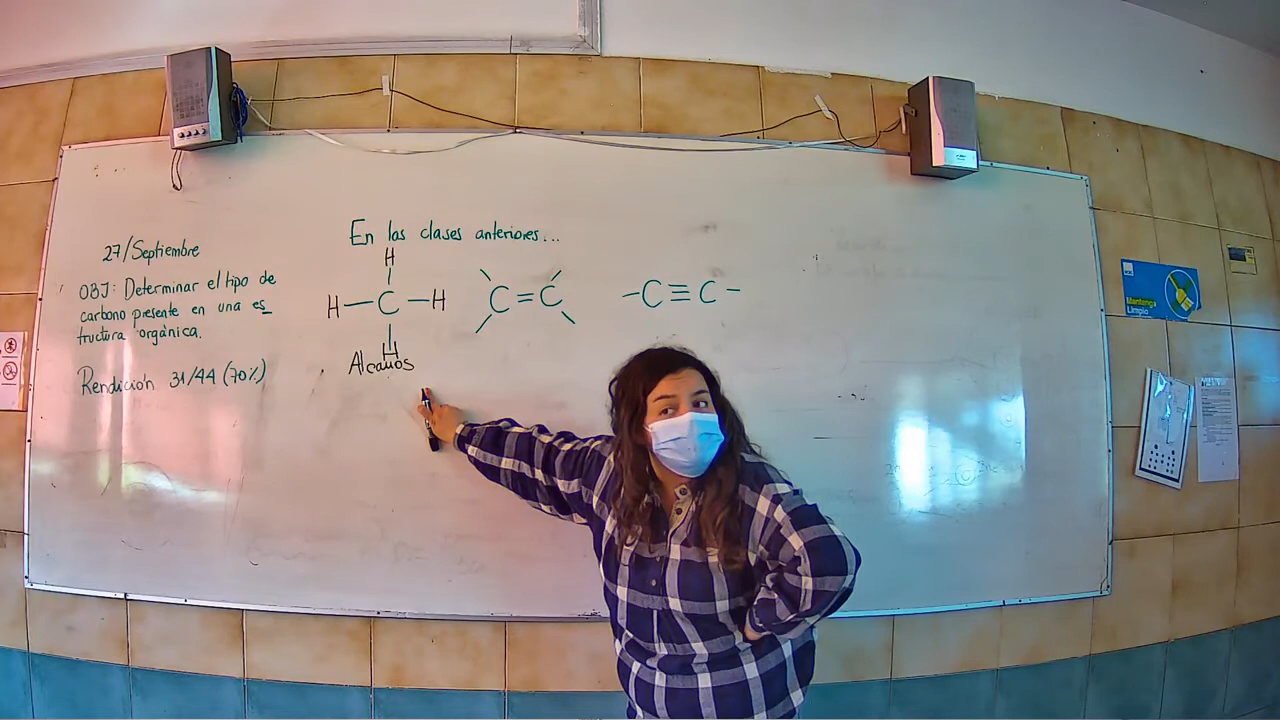 27/Septiembre
OBJ: Determinar el tipo de
carbono presente en una es
tructura orgánica.
Rendición 31/44 (70%)
En las clases anteriores...
H
H—C—H
H
Alcanos
C=C
–C≡C–
Mantenga
Limpio